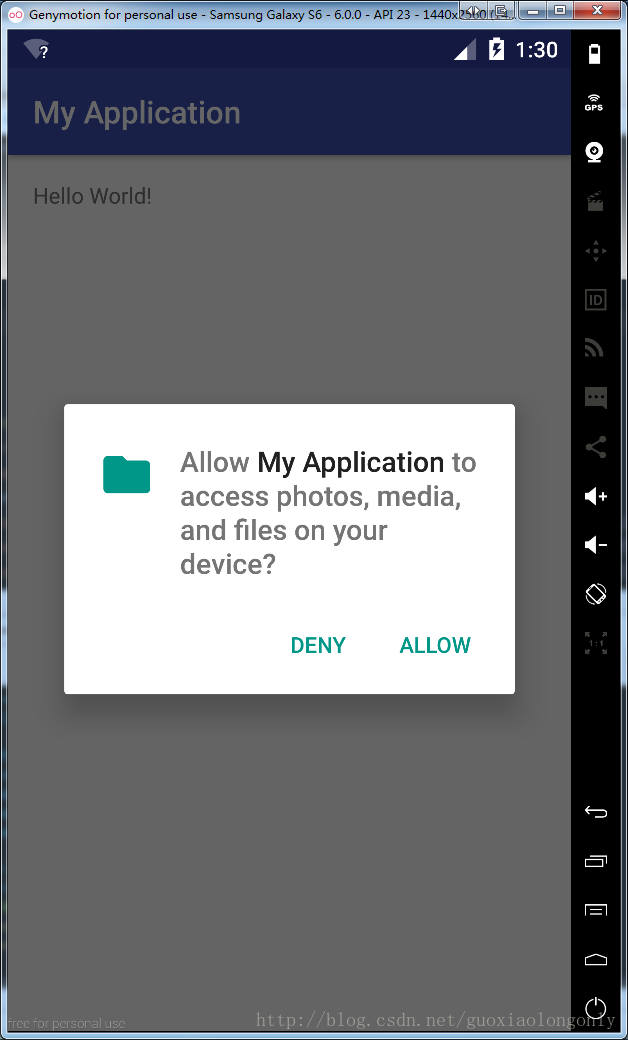 Genymotion for personal use - Samsung Galaxy S6 - 6.0.0 - API 23 - 1440x2560
1:30
My Application
Hello World!
Allow My Application to
access photos, media,
and files on your
device?
DENY ALLOW
GPS
ID
1:1
free for personal use
http://blog.csdn.net/guoxiaolongonly